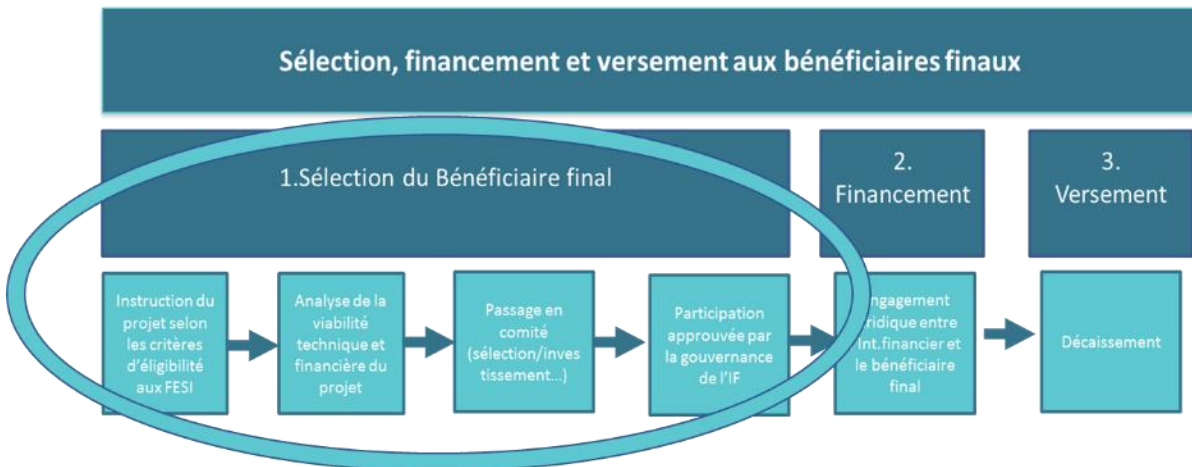 Sélection, financement et versement aux bénéficiaires finaux
1.Sélection du Bénéficiaire final
2.
Financement
3.
Versement
Instruction du
projet selon
les critères
d'éligibilité
aux FESI
Analyse de la
viabilité
technique et
financière du
projet
Passage en
comité
(sélection/inves
tissement...)
Participation
approuvée par
la gouvernance
de l'IF
ngagement
ridique entre
Int.financier et
le bénéficiaire
final
Décaissement